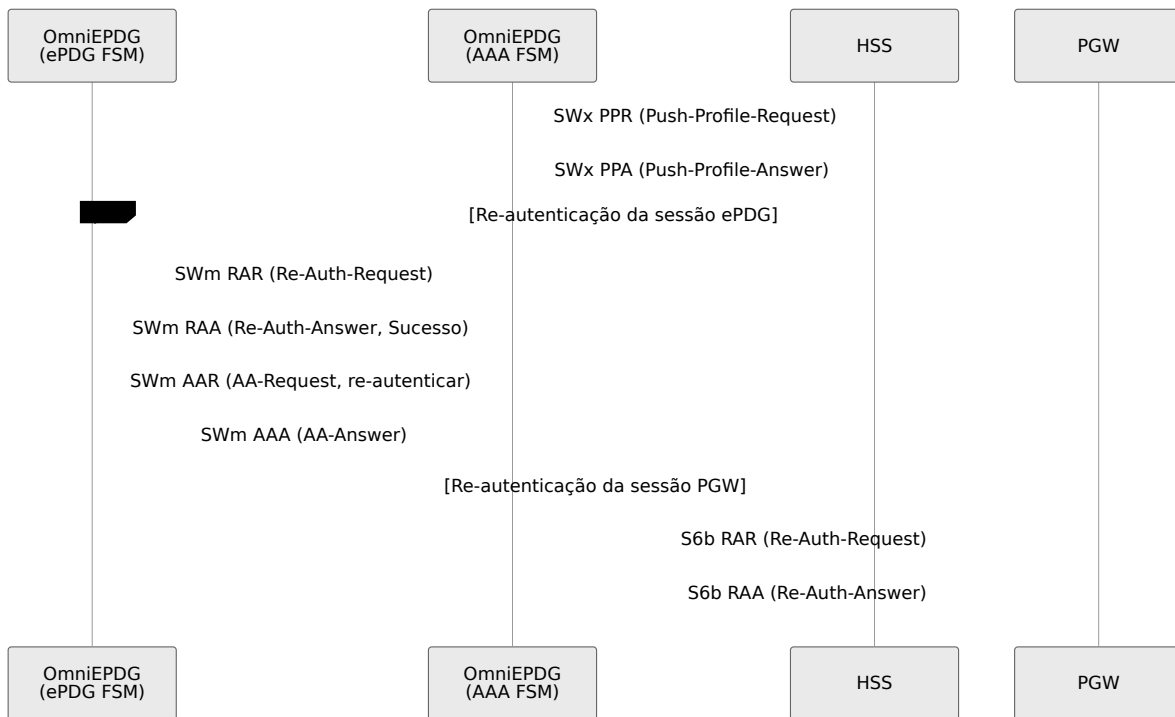 OmniEPDG
(ePDG FSM)
OmniEPDG
(AAA FSM)
HSS
PGW
SWx PPR (Push-Profile-Request)
SWx PPA (Push-Profile-Answer)
[Re-autenticação da sessão ePDG]
SWm RAR (Re-Auth-Request)
SWm RAA (Re-Auth-Answer, Sucesso)
SWm AAR (AA-Request, re-autenticar)
SWm AAA (AA-Answer)
[Re-autenticação da sessão PGW]
S6b RAR (Re-Auth-Request)
S6b RAA (Re-Auth-Answer)
OmniEPDG
(ePDG FSM)
OmniEPDG
(AAA FSM)
HSS
PGW